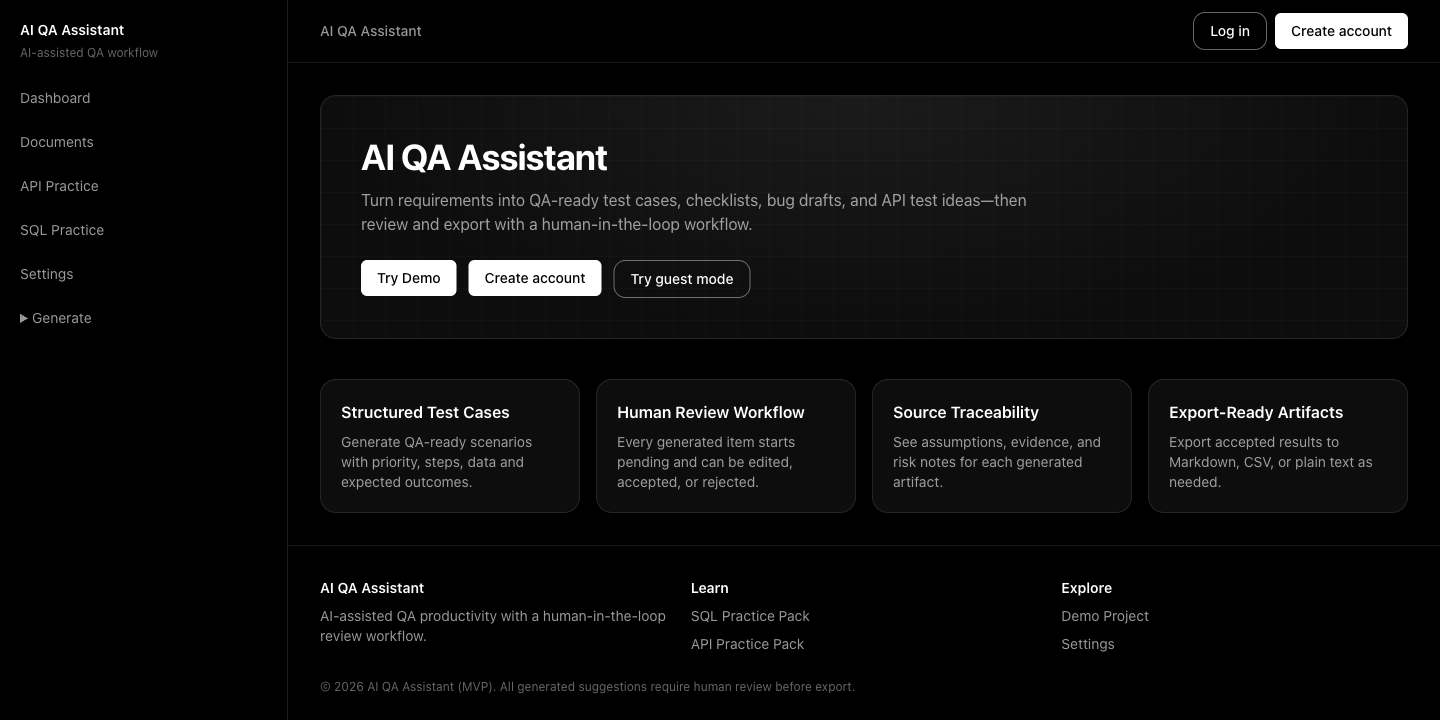 AI QA Assistant
AI-assisted QA workflow
Dashboard
Documents
API Practice
SQL Practice
Settings
▶ Generate
AI QA Assistant
Log in
Create account
AI QA Assistant
Turn requirements into QA-ready test cases, checklists, bug drafts, and API test ideas—then
review and export with a human-in-the-loop workflow.
Try Demo
Create account
Try guest mode
Structured Test Cases
Generate QA-ready scenarios
with priority, steps, data and
expected outcomes.
Human Review Workflow
Every generated item starts
pending and can be edited,
accepted, or rejected.
Source Traceability
See assumptions, evidence, and
risk notes for each generated
artifact.
Export-Ready Artifacts
Export accepted results to
Markdown, CSV, or plain text as
needed.
AI QA Assistant
AI-assisted QA productivity with a human-in-the-loop
review workflow.
Learn
SQL Practice Pack
API Practice Pack
Explore
Demo Project
Settings
© 2026 AI QA Assistant (MVP). All generated suggestions require human review before export.